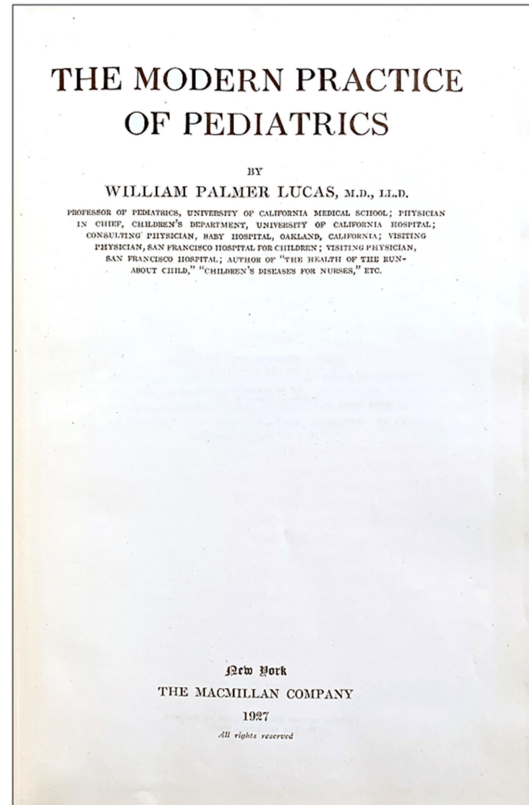 THE MODERN PRACTICE
OF PEDIATRICS
BY
WILLIAM PALMER LUCAS, M.D., LL.D.
PROFESSOR OF PEDIATRICS, UNIVERSITY OF CALIFORNIA MEDICAL SCHOOL; PHYSICIAN
IN CHIEF, CHILDREN'S DEPARTMENT, UNIVERSITY OF CALIFORNIA HOSPITAL;
CONSULTING PHYSICIAN, BABY HOSPITAL, OAKLAND, CALIFORNIA; VISITING
PHYSICIAN, SAN FRANCISCO HOSPITAL FOR CHILDREN; VISITING PHYSICIAN,
SAN FRANCISCO HOSPITAL; AUTHOR OF "THE HEALTH OF THE RUN-
ABOUT CHILD," "CHILDREN'S DISEASES FOR NURSES," ETC.
New York
THE MACMILLAN COMPANY
1927
All rights reserved